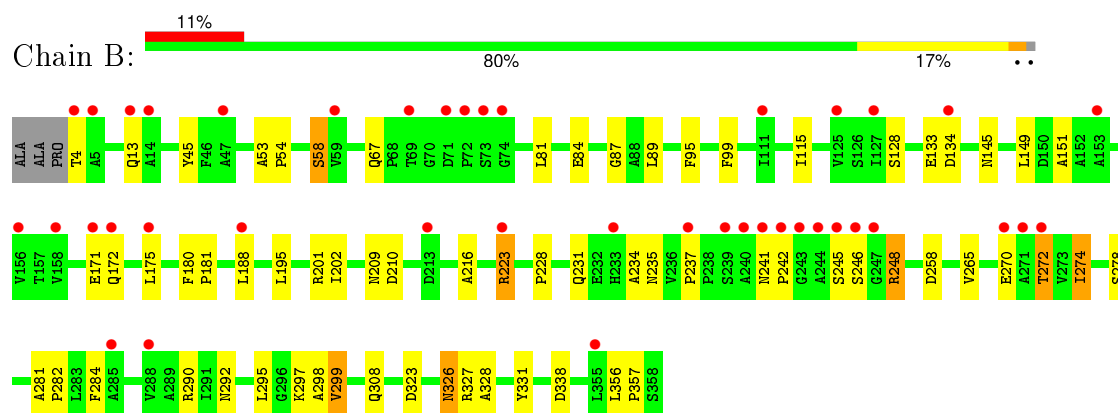 11%
Chain B:
80% 17% • •
ALA ALA PRO T4 A5 Q13 A14 Y45 F46 A47 A53 P54 S58 V59 Q67 P68 T69 G70 D71 P72 S73 G74 L81 E84 G87 A88 L89 F95 F99 I111 I115 V125 S126 I127 S128 E133 D134 N145 L149 D150 A151 A152 A153
V156 T157 V158 E171 Q172 L175 F180 P181 L188 L195 R201 I202 N209 D210 D213 A216 R223 P228 Q231 E232 H233 A234 N235 V236 P237 P238 S239 A240 N241 P242 G243 A244 S245 S246 G247 R248 D258 V265 E270 A271 T272 V273 I274 S278
A281 P282 L283 F284 A285 V288 A289 R290 I291 N292 L295 G296 K297 A298 V299 Q308 D323 N326 R327 A328 Y331 D338 L355 L356 P357 S358